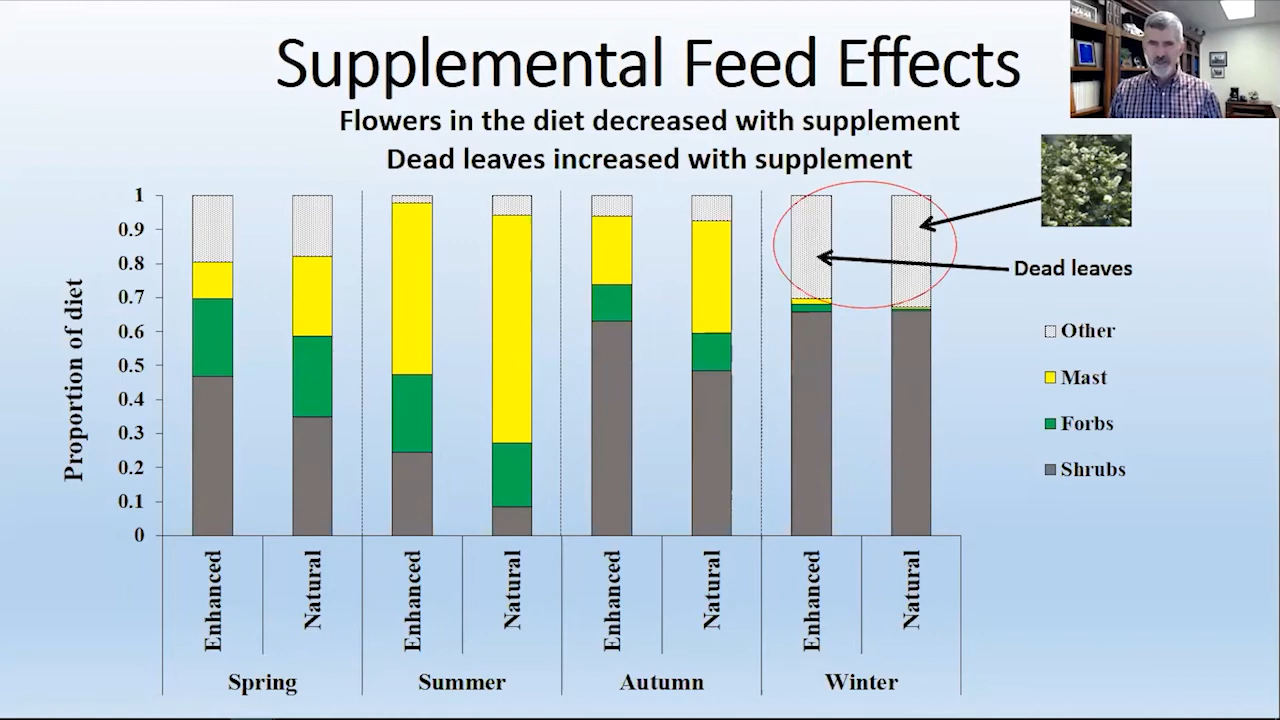 Supplemental Feed Effects
Flowers in the diet decreased with supplement
Dead leaves increased with supplement
Proportion of diet
1
0.9
0.8
0.7
0.6
0.5
0.4
0.3
0.2
0.1
0
Dead leaves
Other
Mast
Forbs
Shrubs
Enhanced
Natural
Enhanced
Natural
Enhanced
Natural
Enhanced
Natural
Spring
Summer
Autumn
Winter